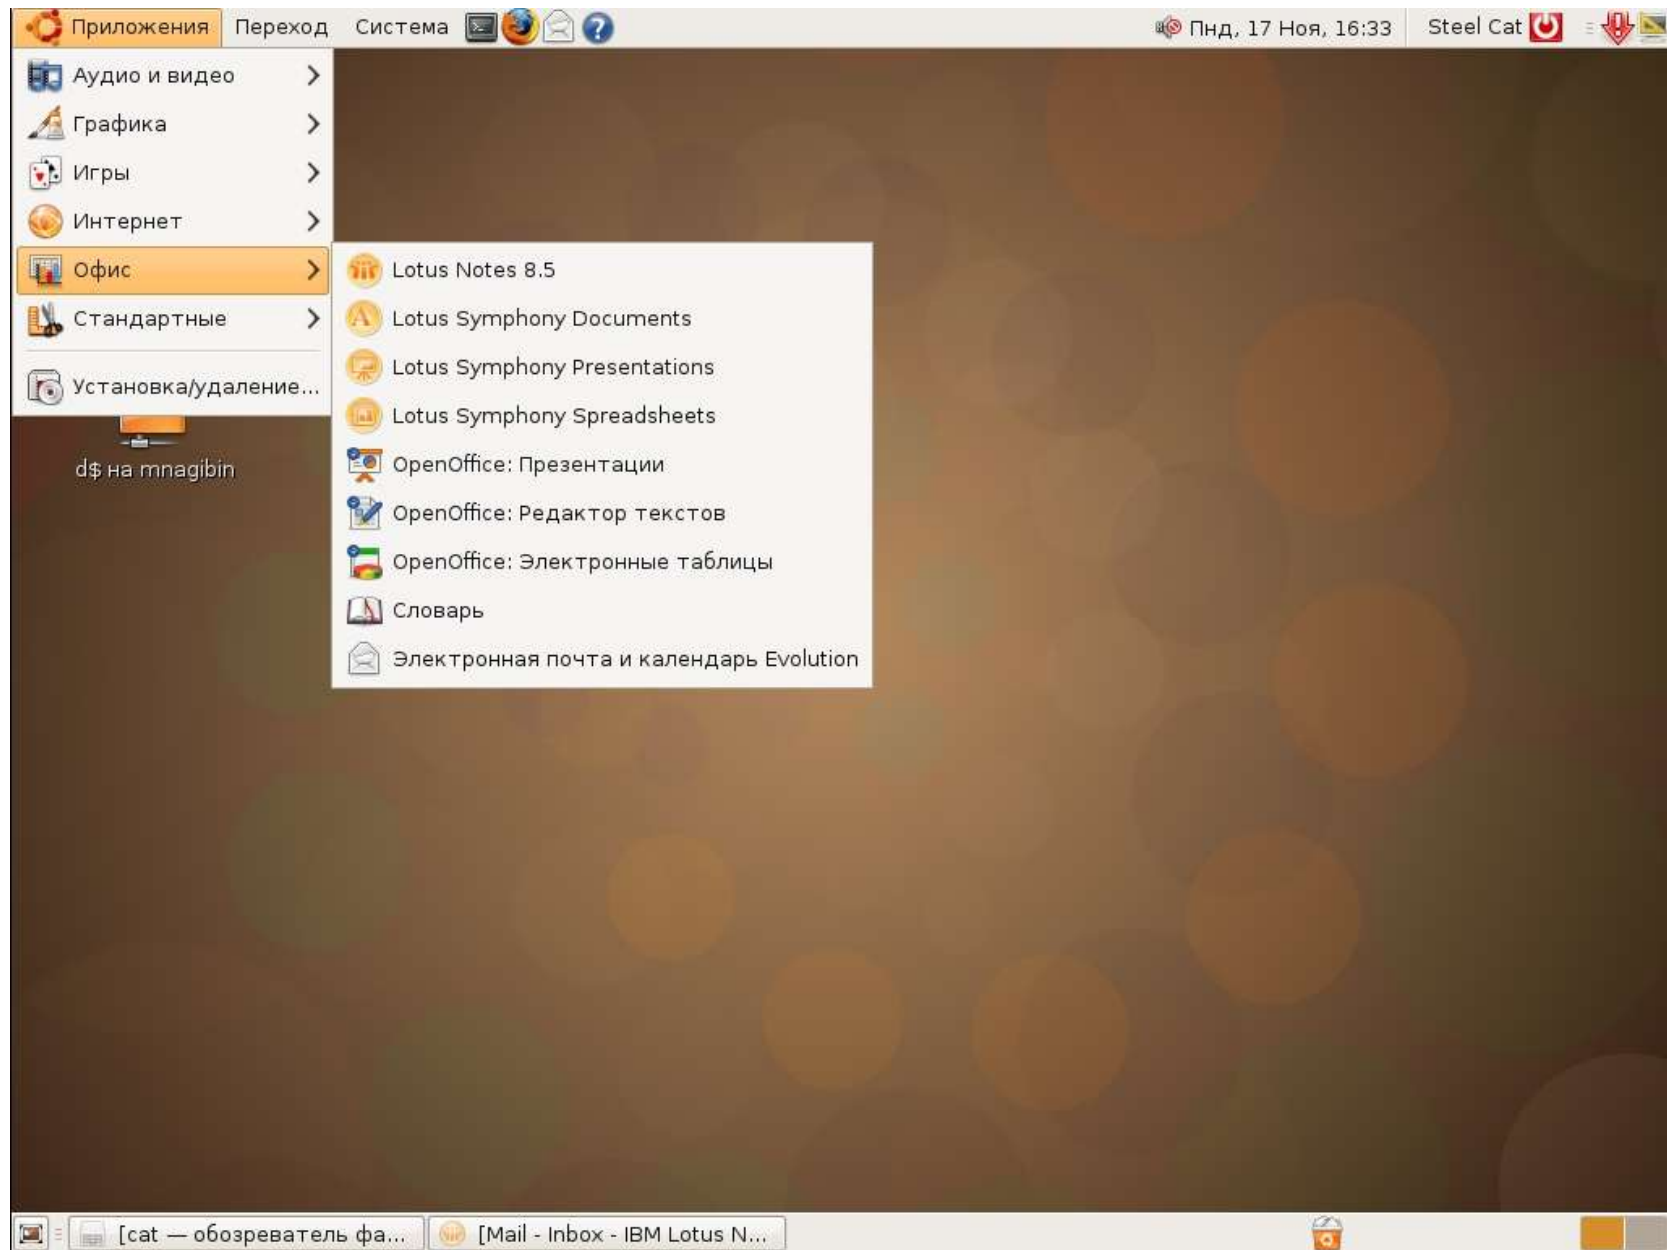 Приложения Переход Система Пнд, 17 Ноя, 16:33 Steel Cat
Аудио и видео
Графика
Игры
Интернет
Офис
Стандартные
Установка/удаление...
Lotus Notes 8.5
Lotus Symphony Documents
Lotus Symphony Presentations
Lotus Symphony Spreadsheets
OpenOffice: Презентации
OpenOffice: Редактор текстов
OpenOffice: Электронные таблицы
Словарь
Электронная почта и календарь Evolution
d$ на mnagibin
[cat — обозреватель фа... [Mail - Inbox - IBM Lotus N...